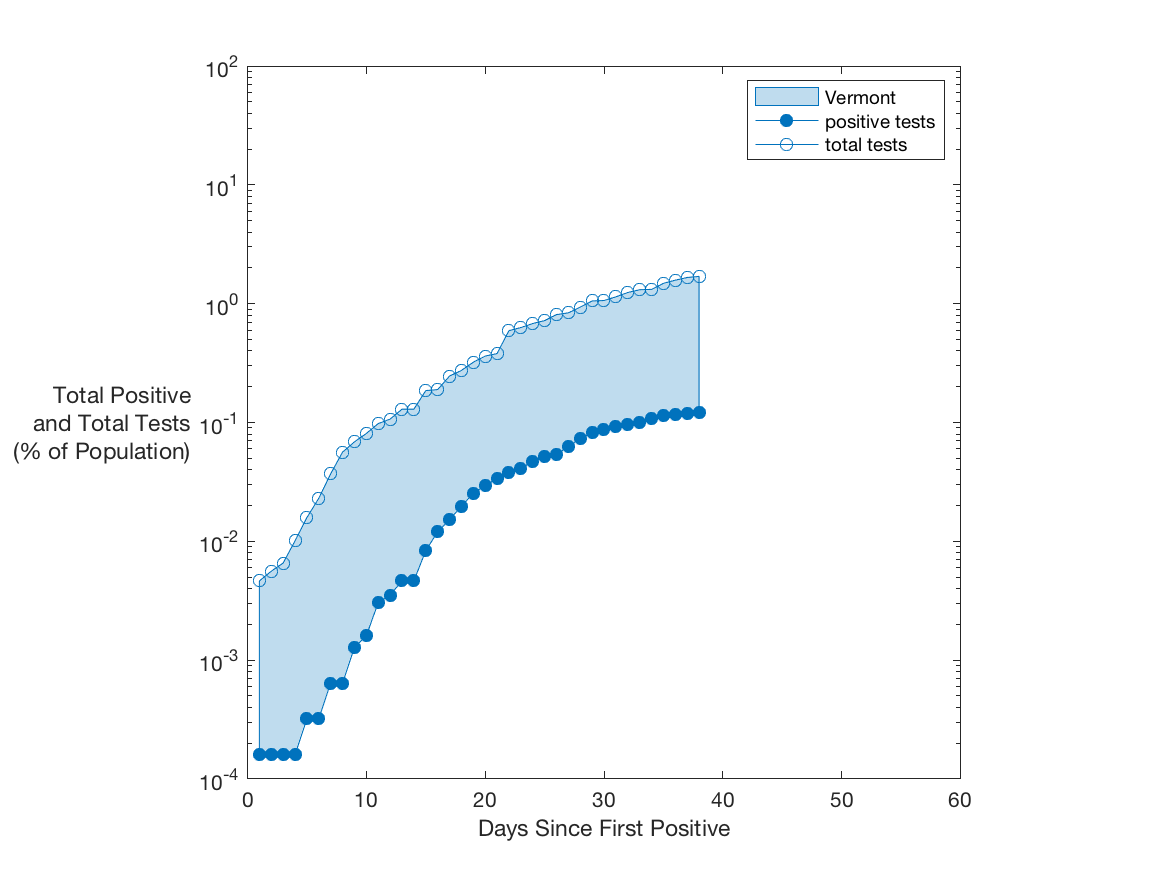 10^2
10^1
10^0
10^-1
10^-2
10^-3
10^-4
Total Positive
and Total Tests
(% of Population)
Vermont
positive tests
total tests
0 10 20 30 40 50 60
Days Since First Positive